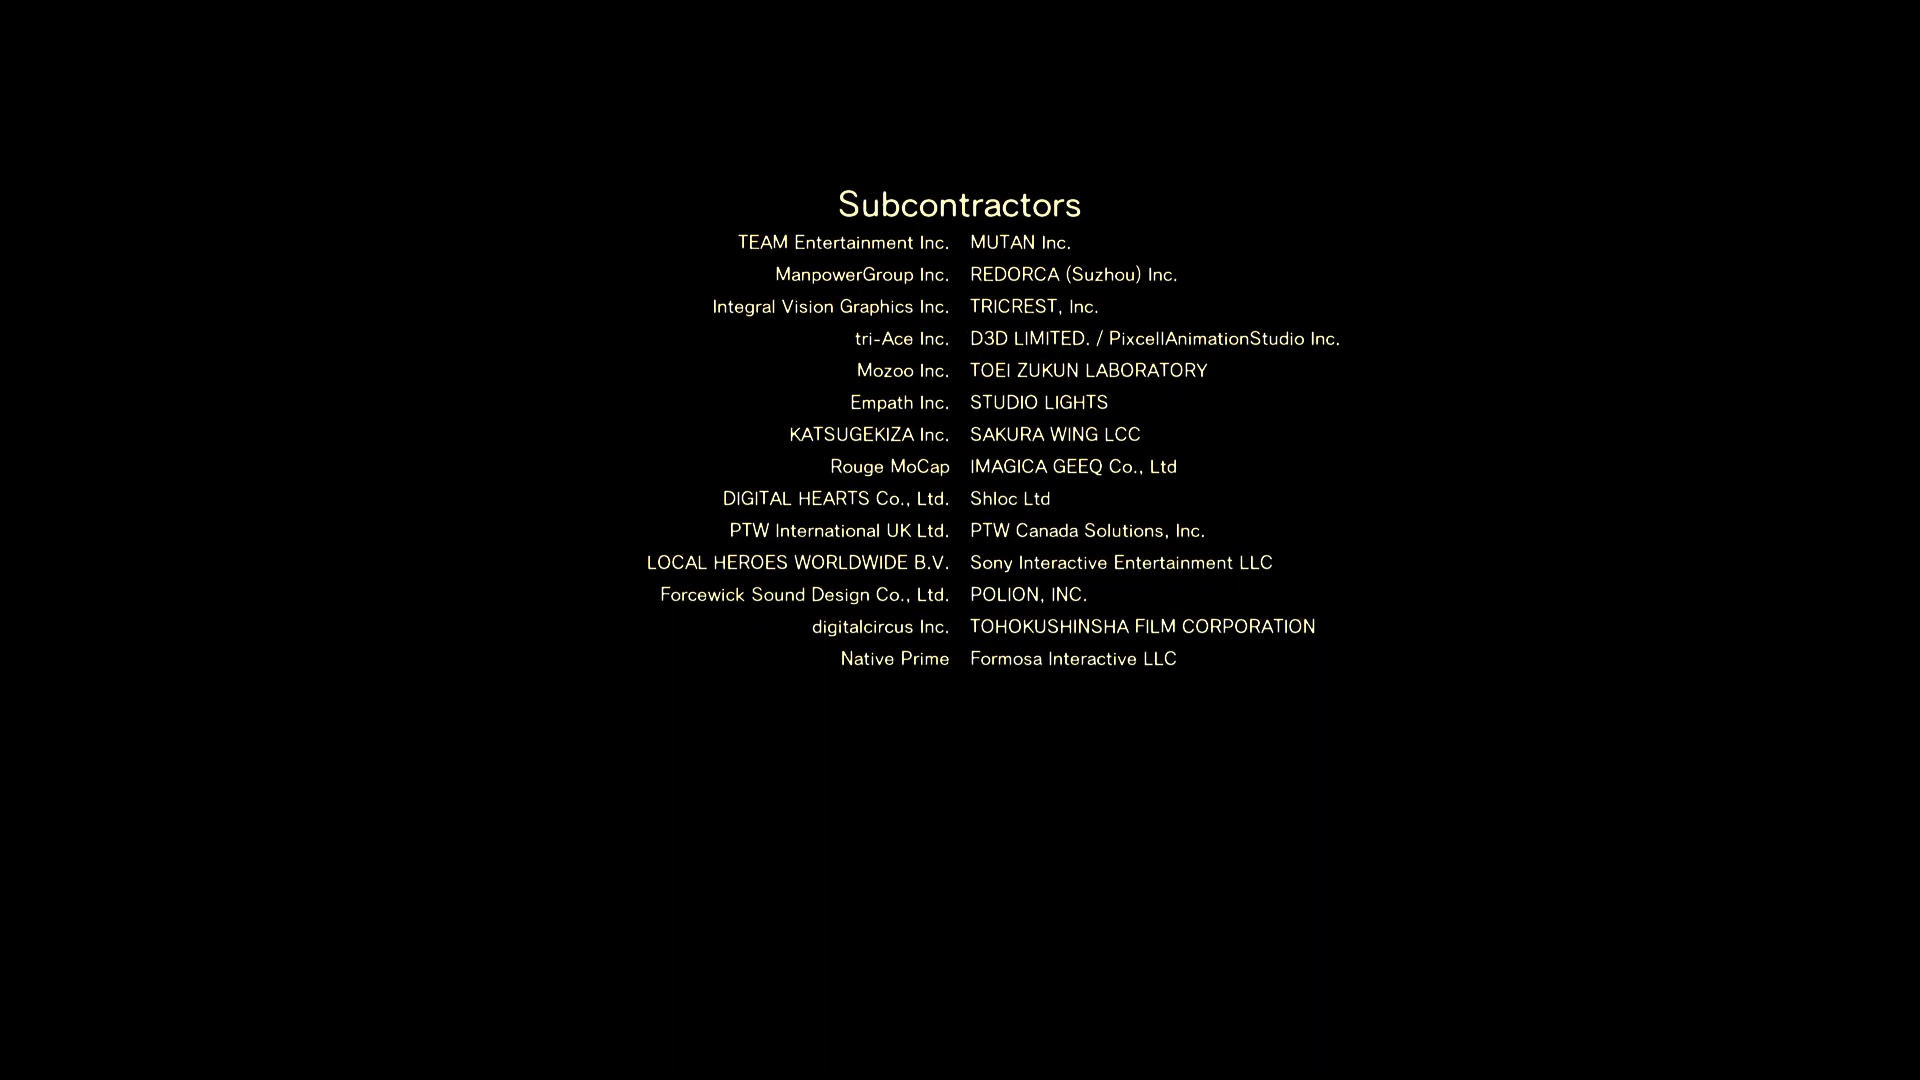 Subcontractors
TEAM Entertainment Inc. MUTAN Inc.
ManpowerGroup Inc. REDORCA (Suzhou) Inc.
Integral Vision Graphics Inc. TRICREST, Inc.
tri-Ace Inc. D3D LIMITED. / PixcellAnimationStudio Inc.
Mozoo Inc. TOEI ZUKUN LABORATORY
Empath Inc. STUDIO LIGHTS
KATSUGEKIZA Inc. SAKURA WING LCC
Rouge MoCap IMAGICA GEEQ Co., Ltd
DIGITAL HEARTS Co., Ltd. Shloc Ltd
PTW International UK Ltd. PTW Canada Solutions, Inc.
LOCAL HEROES WORLDWIDE B.V. Sony Interactive Entertainment LLC
Forcewick Sound Design Co., Ltd. POLION, INC.
digitalcircus Inc. TOHOKUSHINSHA FILM CORPORATION
Native Prime Formosa Interactive LLC